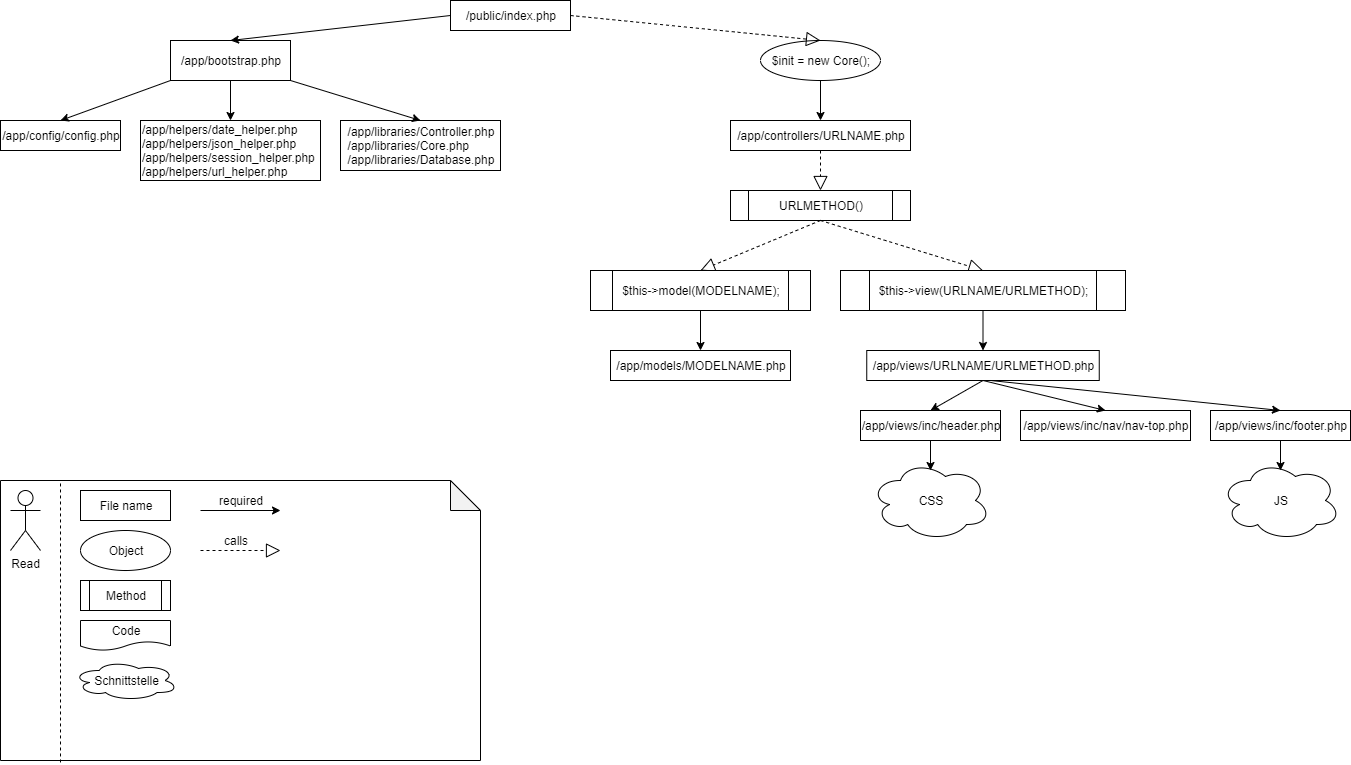 /public/index.php
/app/bootstrap.php
$init = new Core();
/app/config/config.php
/app/helpers/date_helper.php
/app/helpers/json_helper.php
/app/helpers/session_helper.php
/app/helpers/url_helper.php
/app/libraries/Controller.php
/app/libraries/Core.php
/app/libraries/Database.php
/app/controllers/URLNAME.php
URLMETHOD()
$this->model(MODELNAME);
$this->view(URLNAME/URLMETHOD);
/app/models/MODELNAME.php
/app/views/URLNAME/URLMETHOD.php
/app/views/inc/header.php
/app/views/inc/nav/nav-top.php
/app/views/inc/footer.php
CSS
JS
Read
File name
required
Object
calls
Method
Code
Schnittstelle